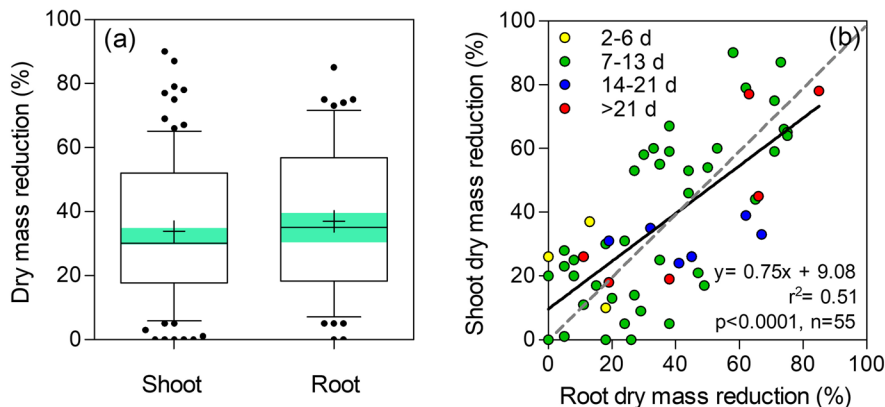 (a)
Dry mass reduction (%)
100
80
60
40
20
0
Shoot Root
(b)
Shoot dry mass reduction (%)
100
80
60
40
20
0
2-6 d
7-13 d
14-21 d
>21 d
y= 0.75x + 9.08
r²= 0.51
p<0.0001, n=55
0 20 40 60 80 100
Root dry mass reduction (%)